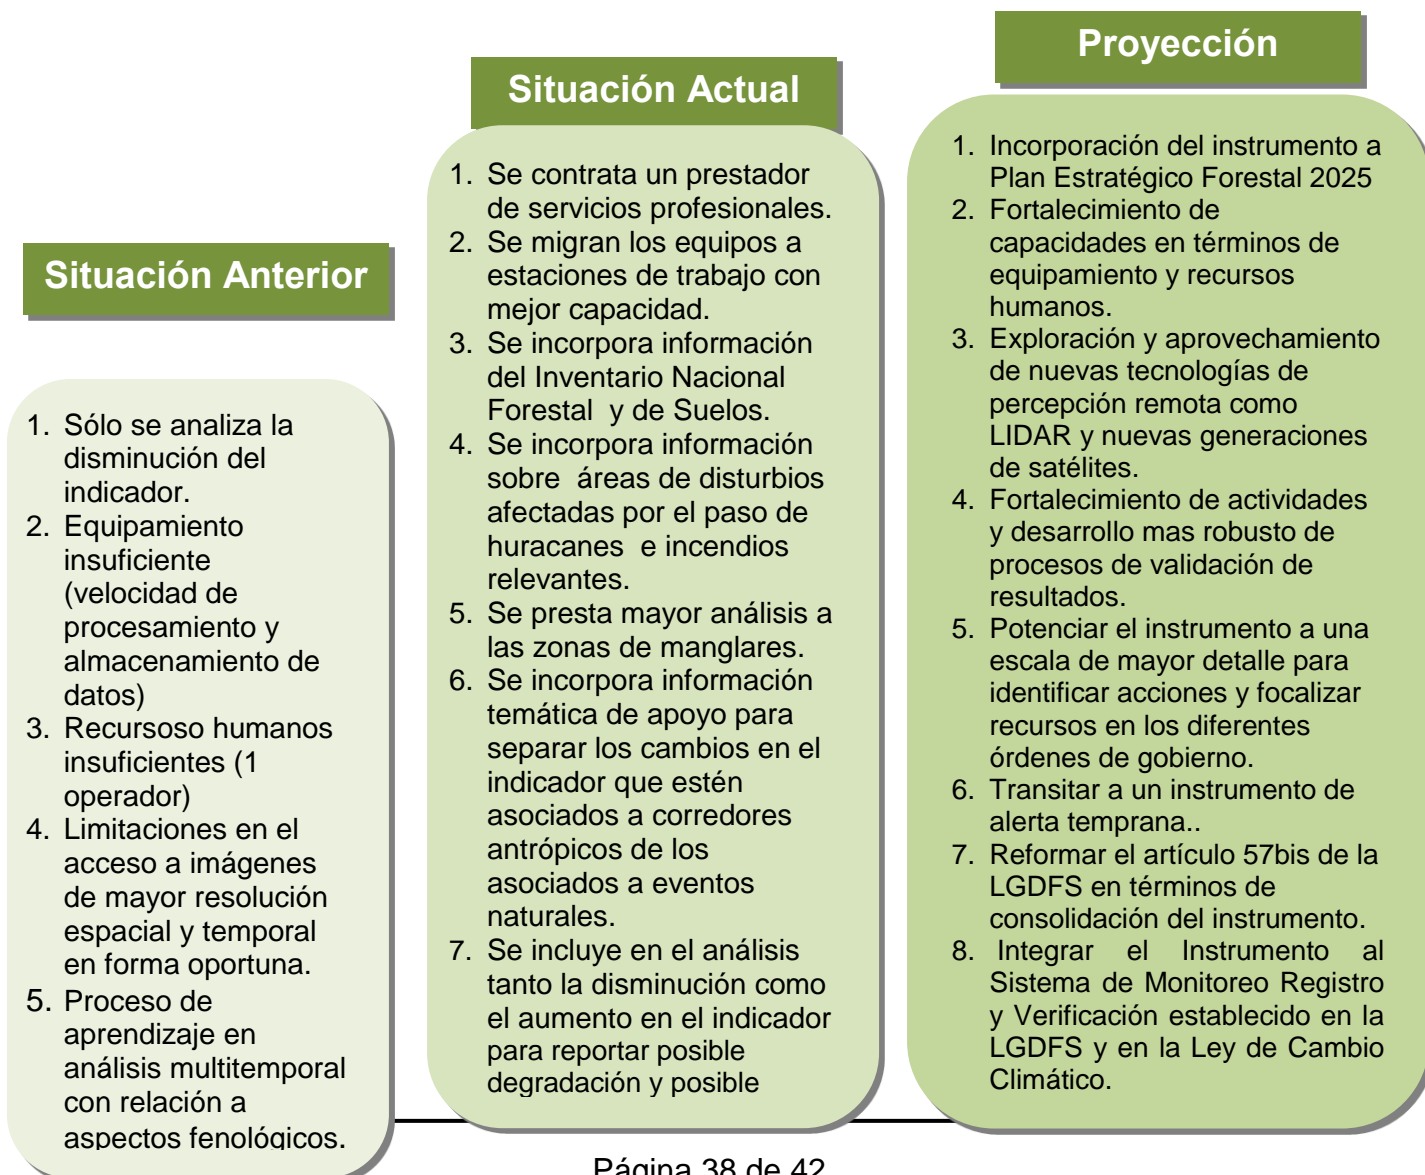 Situación Anterior
1. Sólo se analiza la
disminución del
indicador.
2. Equipamiento
insuficiente
(velocidad de
procesamiento y
almacenamiento de
datos)
3. Recursoso humanos
insuficientes (1
operador)
4. Limitaciones en el
acceso a imágenes
de mayor resolución
espacial y temporal
en forma oportuna.
5. Proceso de
aprendizaje en
análisis multitemporal
con relación a
aspectos fenológicos.
Situación Actual
1. Se contrata un prestador
de servicios profesionales.
2. Se migran los equipos a
estaciones de trabajo con
mejor capacidad.
3. Se incorpora información
del Inventario Nacional
Forestal y de Suelos.
4. Se incorpora información
sobre áreas de disturbios
afectadas por el paso de
huracanes e incendios
relevantes.
5. Se presta mayor análisis a
las zonas de manglares.
6. Se incorpora información
temática de apoyo para
separar los cambios en el
indicador que estén
asociados a corredores
antrópicos de los
asociados a eventos
naturales.
7. Se incluye en el análisis
tanto la disminución como
el aumento en el indicador
para reportar posible
degradación y posible
Proyección
1. Incorporación del instrumento a
Plan Estratégico Forestal 2025
2. Fortalecimiento de
capacidades en términos de
equipamiento y recursos
humanos.
3. Exploración y aprovechamiento
de nuevas tecnologías de
percepción remota como
LIDAR y nuevas generaciones
de satélites.
4. Fortalecimiento de actividades
y desarrollo mas robusto de
procesos de validación de
resultados.
5. Potenciar el instrumento a una
escala de mayor detalle para
identificar acciones y focalizar
recursos en los diferentes
órdenes de gobierno.
6. Transitar a un instrumento de
alerta temprana..
7. Reformar el artículo 57bis de la
LGDFS en términos de
consolidación del instrumento.
8. Integrar el Instrumento al
Sistema de Monitoreo Registro
y Verificación establecido en la
LGDFS y en la Ley de Cambio
Climático.
Página 38 de 42